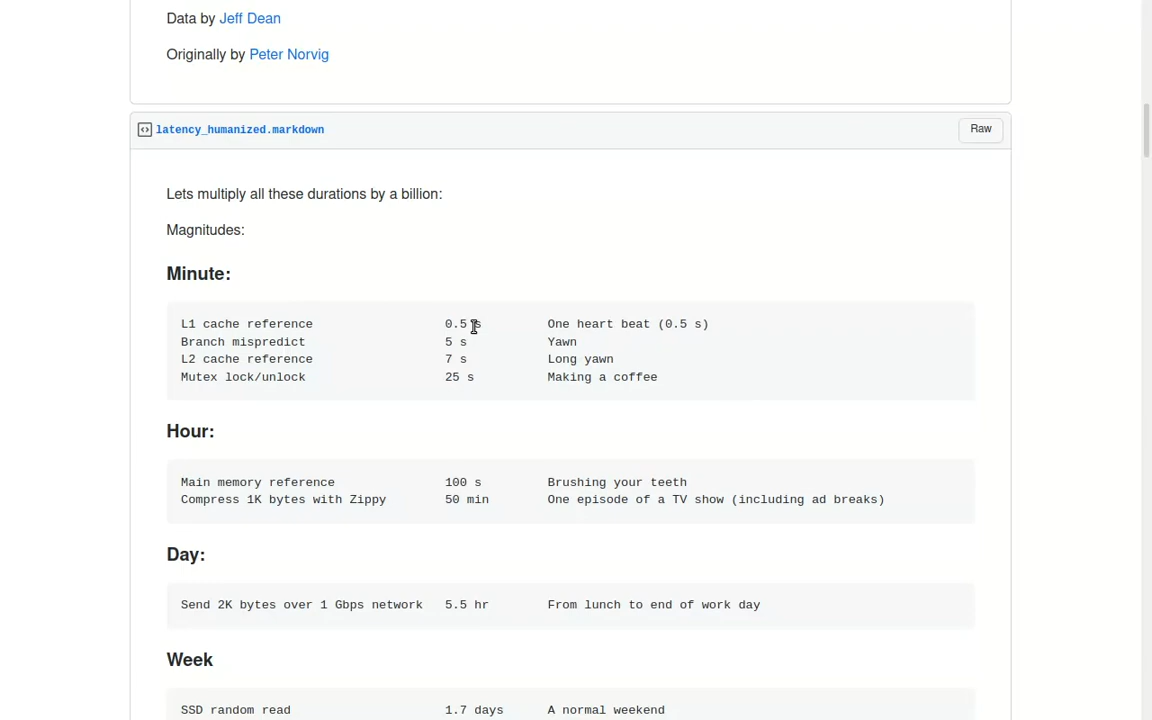 Data by Jeff Dean
Originally by Peter Norvig
latency_humanized.markdown Raw
Lets multiply all these durations by a billion:
Magnitudes:
Minute:
L1 cache reference 0.5 s One heart beat (0.5 s)
Branch mispredict 5 s Yawn
L2 cache reference 7 s Long yawn
Mutex lock/unlock 25 s Making a coffee
Hour:
Main memory reference 100 s Brushing your teeth
Compress 1K bytes with Zippy 50 min One episode of a TV show (including ad breaks)
Day:
Send 2K bytes over 1 Gbps network 5.5 hr From lunch to end of work day
Week
SSD random read 1.7 days A normal weekend